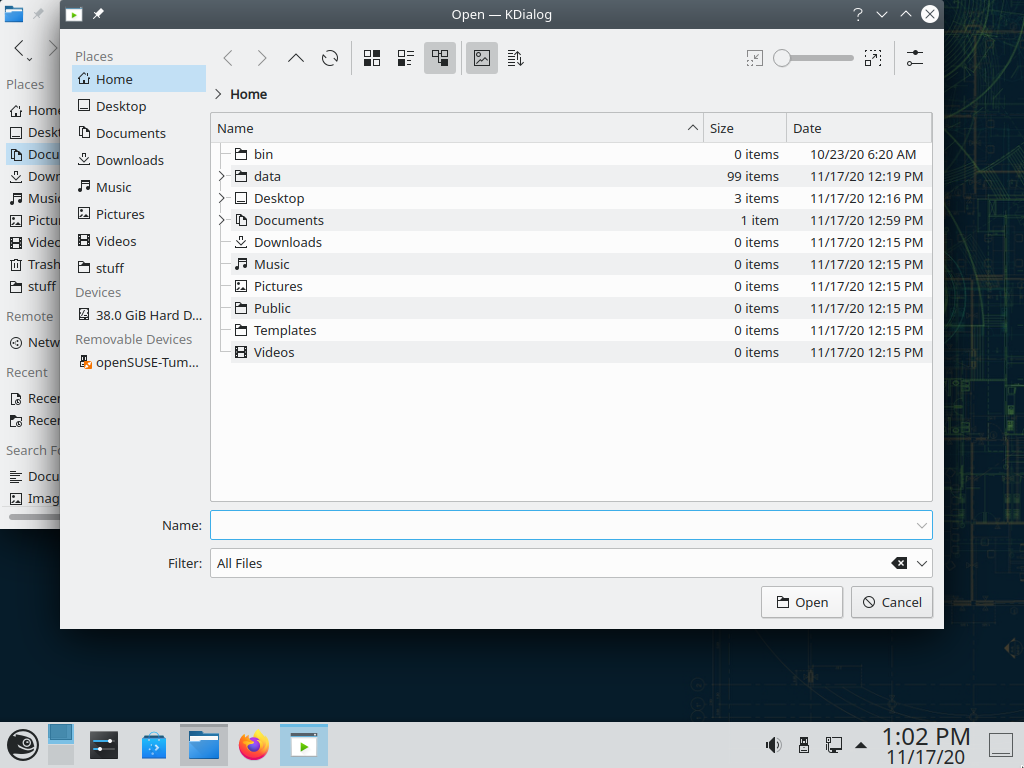 Open — KDialog
Places
Home
Desktop
Documents
Downloads
Music
Pictures
Videos
stuff
Devices
38.0 GiB Hard D...
Removable Devices
openSUSE-Tum...
Home
Name Size Date
bin 0 items 10/23/20 6:20 AM
data 99 items 11/17/20 12:19 PM
Desktop 3 items 11/17/20 12:16 PM
Documents 1 item 11/17/20 12:59 PM
Downloads 0 items 11/17/20 12:15 PM
Music 0 items 11/17/20 12:15 PM
Pictures 0 items 11/17/20 12:15 PM
Public 0 items 11/17/20 12:15 PM
Templates 0 items 11/17/20 12:15 PM
Videos 0 items 11/17/20 12:15 PM
Name:
Filter: All Files
Open Cancel
Places
Home
Desk
Docu
Down
Music
Pictu
Video
Trash
stuff
Remote
Netw
Recent
Recer
Recer
Search Fo
Docu
Imag
1:02 PM
11/17/20